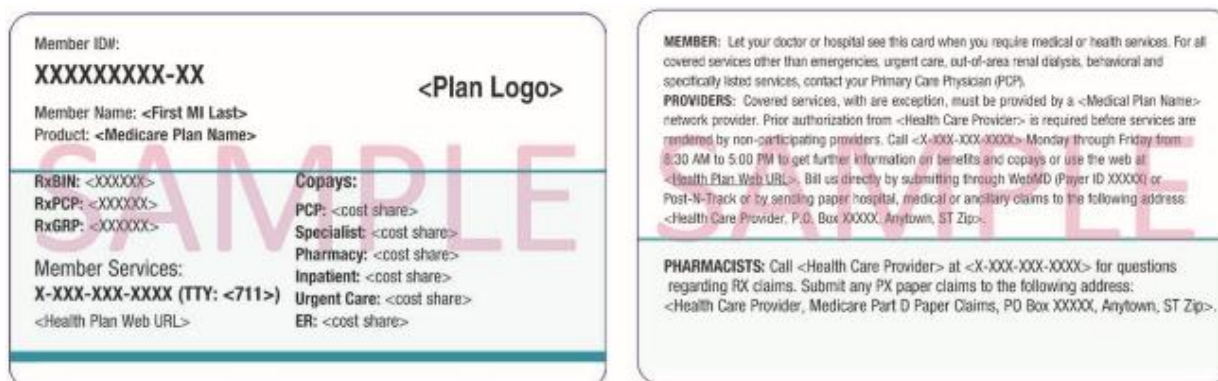 Member ID#:
XXXXXXXXX-XX
<Plan Logo>
Member Name: <First MI Last>
Product: <Medicare Plan Name>
SAMPLE
RxBIN: <XXXXXX>
RxPCP: <XXXXXX>
RxGRP: <XXXXXX>
Member Services:
X-XXX-XXX-XXXX (TTY: <711>)
<Health Plan Web URL>
Copays:
PCP: <cost share>
Specialist: <cost share>
Pharmacy: <cost share>
Inpatient: <cost share>
Urgent Care: <cost share>
ER: <cost share>
MEMBER: Let your doctor or hospital see this card when you require medical or health services. For all
covered services other than emergencies, urgent care, out-of-area renal dialysis, behavioral and
specifically listed services, contact your Primary Care Physician (PCP).
PROVIDERS: Covered services, with are exception, must be provided by a <Medical Plan Name>
network provider. Prior authorization from <Health Care Provider> is required before services are
rendered by non-participating providers. Call <X-XXX-XXX-XXXX> Monday through Friday from
8:30 AM to 5:00 PM to get further information on benefits and copays or use the web at
<Health Plan Web URL>. Bill us directly by submitting through WebMD (Payer ID XXXXX) or
Post-N-Track or by sending paper hospital, medical or ancillary claims to the following address:
<Health Care Provider, P.O. Box XXXXX, Anytown, ST Zip>.
SAMPLE
PHARMACISTS: Call <Health Care Provider> at <X-XXX-XXX-XXXX> for questions
regarding RX claims. Submit any PX paper claims to the following address:
<Health Care Provider, Medicare Part D Paper Claims, PO Box XXXXX, Anytown, ST Zip>.